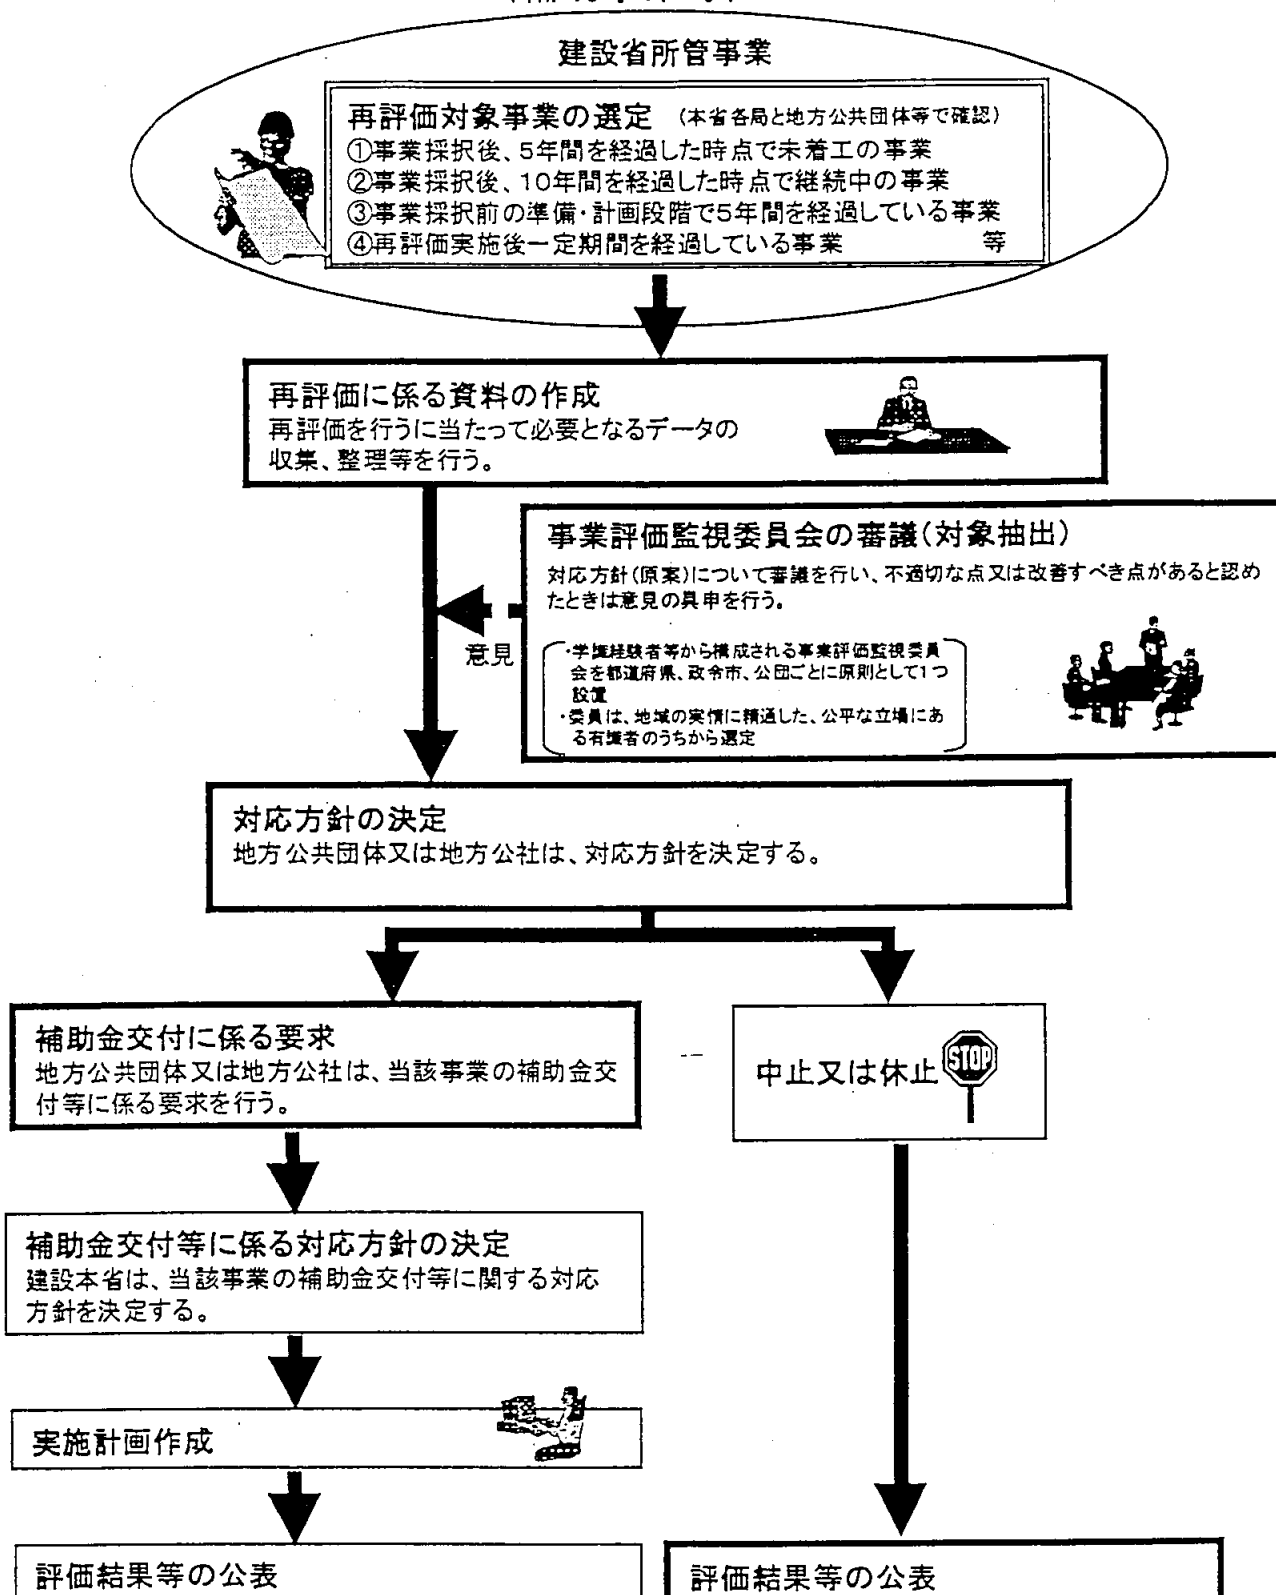 建設省所管事業
再評価対象事業の選定 (本省各局と地方公共団体等で確認)
①事業採択後、5年間を経過した時点で未着工の事業
②事業採択後、10年間を経過した時点で継続中の事業
③事業採択前の準備・計画段階で5年間を経過している事業
④再評価実施後一定期間を経過している事業 等
再評価に係る資料の作成
再評価を行うに当たって必要となるデータの
収集、整理等を行う。
事業評価監視委員会の審議(対象抽出)
対応方針(原案)について審議を行い、不適切な点又は改善すべき点があると認め
たときは意見の具申を行う。
意見
・学識経験者等から構成される事業評価監視委員
会を都道府県、政令市、公団ごとに原則として1つ
設置
・委員は、地域の実情に精通した、公平な立場にあ
る有識者のうちから選定
対応方針の決定
地方公共団体又は地方公社は、対応方針を決定する。
補助金交付に係る要求
地方公共団体又は地方公社は、当該事業の補助金交
付等に係る要求を行う。
中止又は休止
STOP
補助金交付等に係る対応方針の決定
建設本省は、当該事業の補助金交付等に関する対応
方針を決定する。
実施計画作成
評価結果等の公表
評価結果等の公表